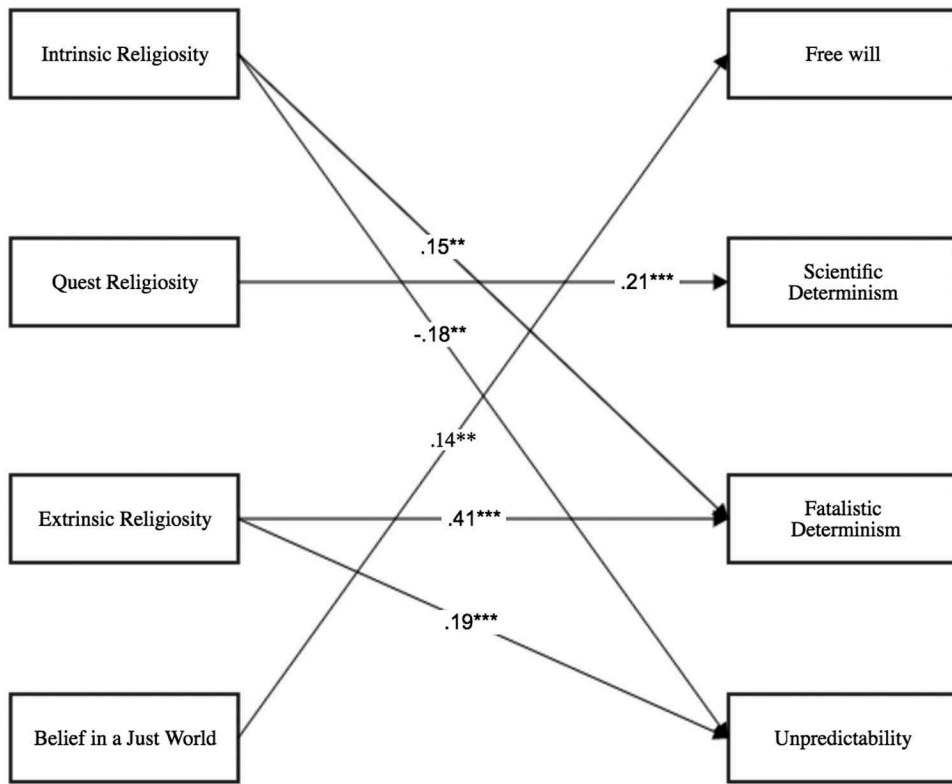 Intrinsic Religiosity
Free will
.15**
Quest Religiosity
.21***
Scientific
Determinism
-.18**
.14**
Extrinsic Religiosity
.41***
Fatalistic
Determinism
.19***
Belief in a Just World
Unpredictability